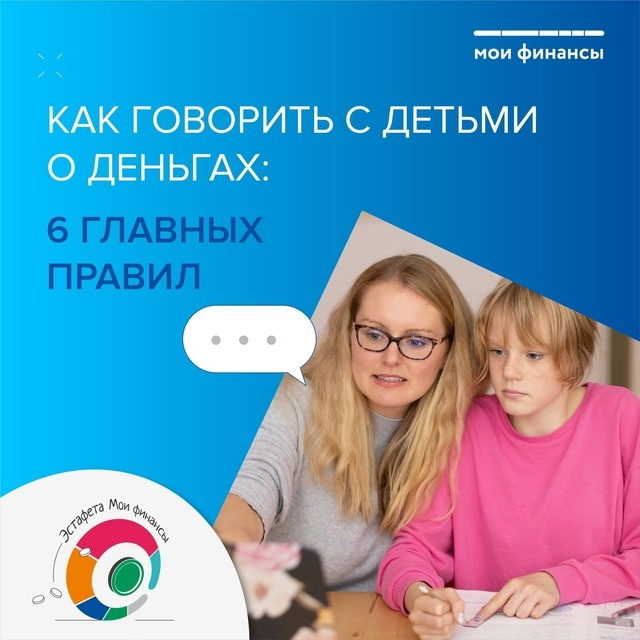 мои финансы
КАК ГОВОРИТЬ С ДЕТЬМИ
О ДЕНЬГАХ:
6 ГЛАВНЫХ
ПРАВИЛ
Эстафета Мои финансы